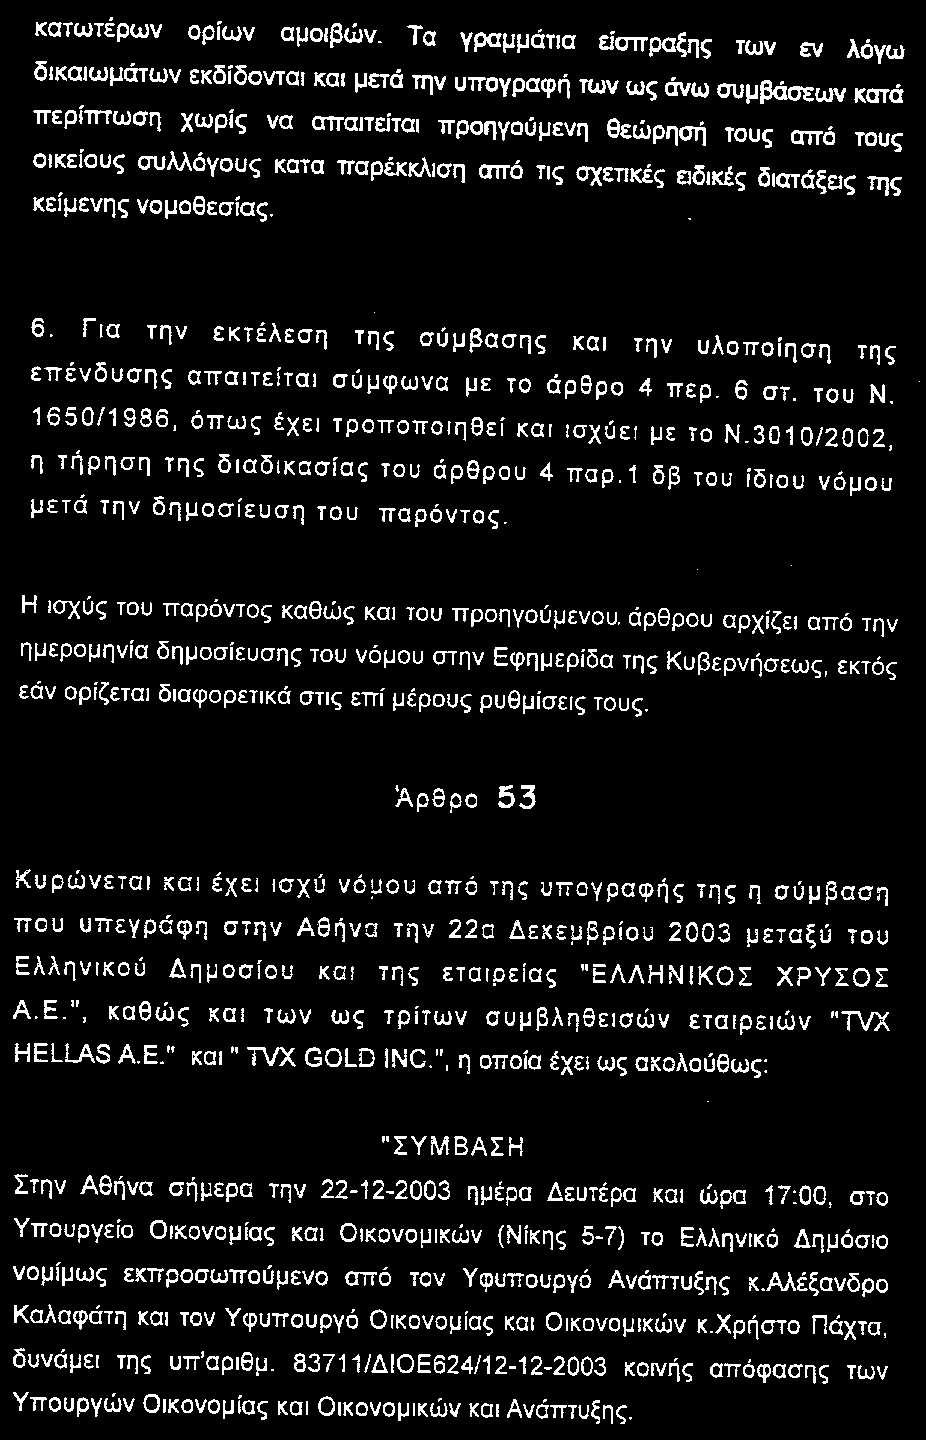 κατωτέρων ορίων αμοιβών. Τα γραμμάτια είσπραξης των εν λόγω
δικαιωμάτων εκδίδονται και μετά την υπογραφή των ως άνω συμβάσεων κατά
περίπτωση χωρίς να απαιτείται προηγούμενη θεώρησή τους από τους
οικείους συλλόγους κατα παρέκκλιση από τις σχετικές ειδικές διατάξεις της
κείμενης νομοθεσίας.
6. Για την εκτέλεση της σύμβασης και την υλοποίηση της
επένδυσης απαιτείται σύμφωνα με το άρθρο 4 περ. 6 στ. του Ν.
1650/1986, όπως έχει τροποποιηθεί και ισχύει με το Ν.3010/2002,
η τήρηση της διαδικασίας του άρθρου 4 παρ.1 δβ του ίδιου νόμου
μετά την δημοσίευση του παρόντος.
Η ισχύς του παρόντος καθώς και του προηγούμενου. άρθρου αρχίζει από την
ημερομηνία δημοσίευσης του νόμου στην Εφημερίδα της Κυβερνήσεως, εκτός
εάν ορίζεται διαφορετικά στις επί μέρους ρυθμίσεις τους.
Άρθρο 53
Κυρώνεται και έχει ισχύ νόμου από της υπογραφής της η σύμβαση
που υπεγράφη στην Αθήνα την 22α Δεκεμβρίου 2003 μεταξύ του
Ελληνικού Δημοσίου και της εταιρείας "ΕΛΛΗΝΙΚΟΣ ΧΡΥΣΟΣ
Α.Ε.", καθώς και των ως τρίτων συμβληθεισών εταιρειών "TVX
HELLAS A.E." και " TVX GOLD INC.", η οποία έχει ως ακολούθως:
"ΣΥΜΒΑΣΗ
Στην Αθήνα σήμερα την 22-12-2003 ημέρα Δευτέρα και ώρα 17:00, στο
Υπουργείο Οικονομίας και Οικονομικών (Νίκης 5-7) το Ελληνικό Δημόσιο
νομίμως εκπροσωπούμενο από τον Υφυπουργό Ανάπτυξης κ.Αλέξανδρο
Καλαφάτη και τον Υφυπουργό Οικονομίας και Οικονομικών κ.Χρήστο Πάχτα,
δυνάμει της υπ'αριθμ. 83711/ΔΙΟΕ624/12-12-2003 κοινής απόφασης των
Υπουργών Οικονομίας και Οικονομικών και Ανάπτυξης.